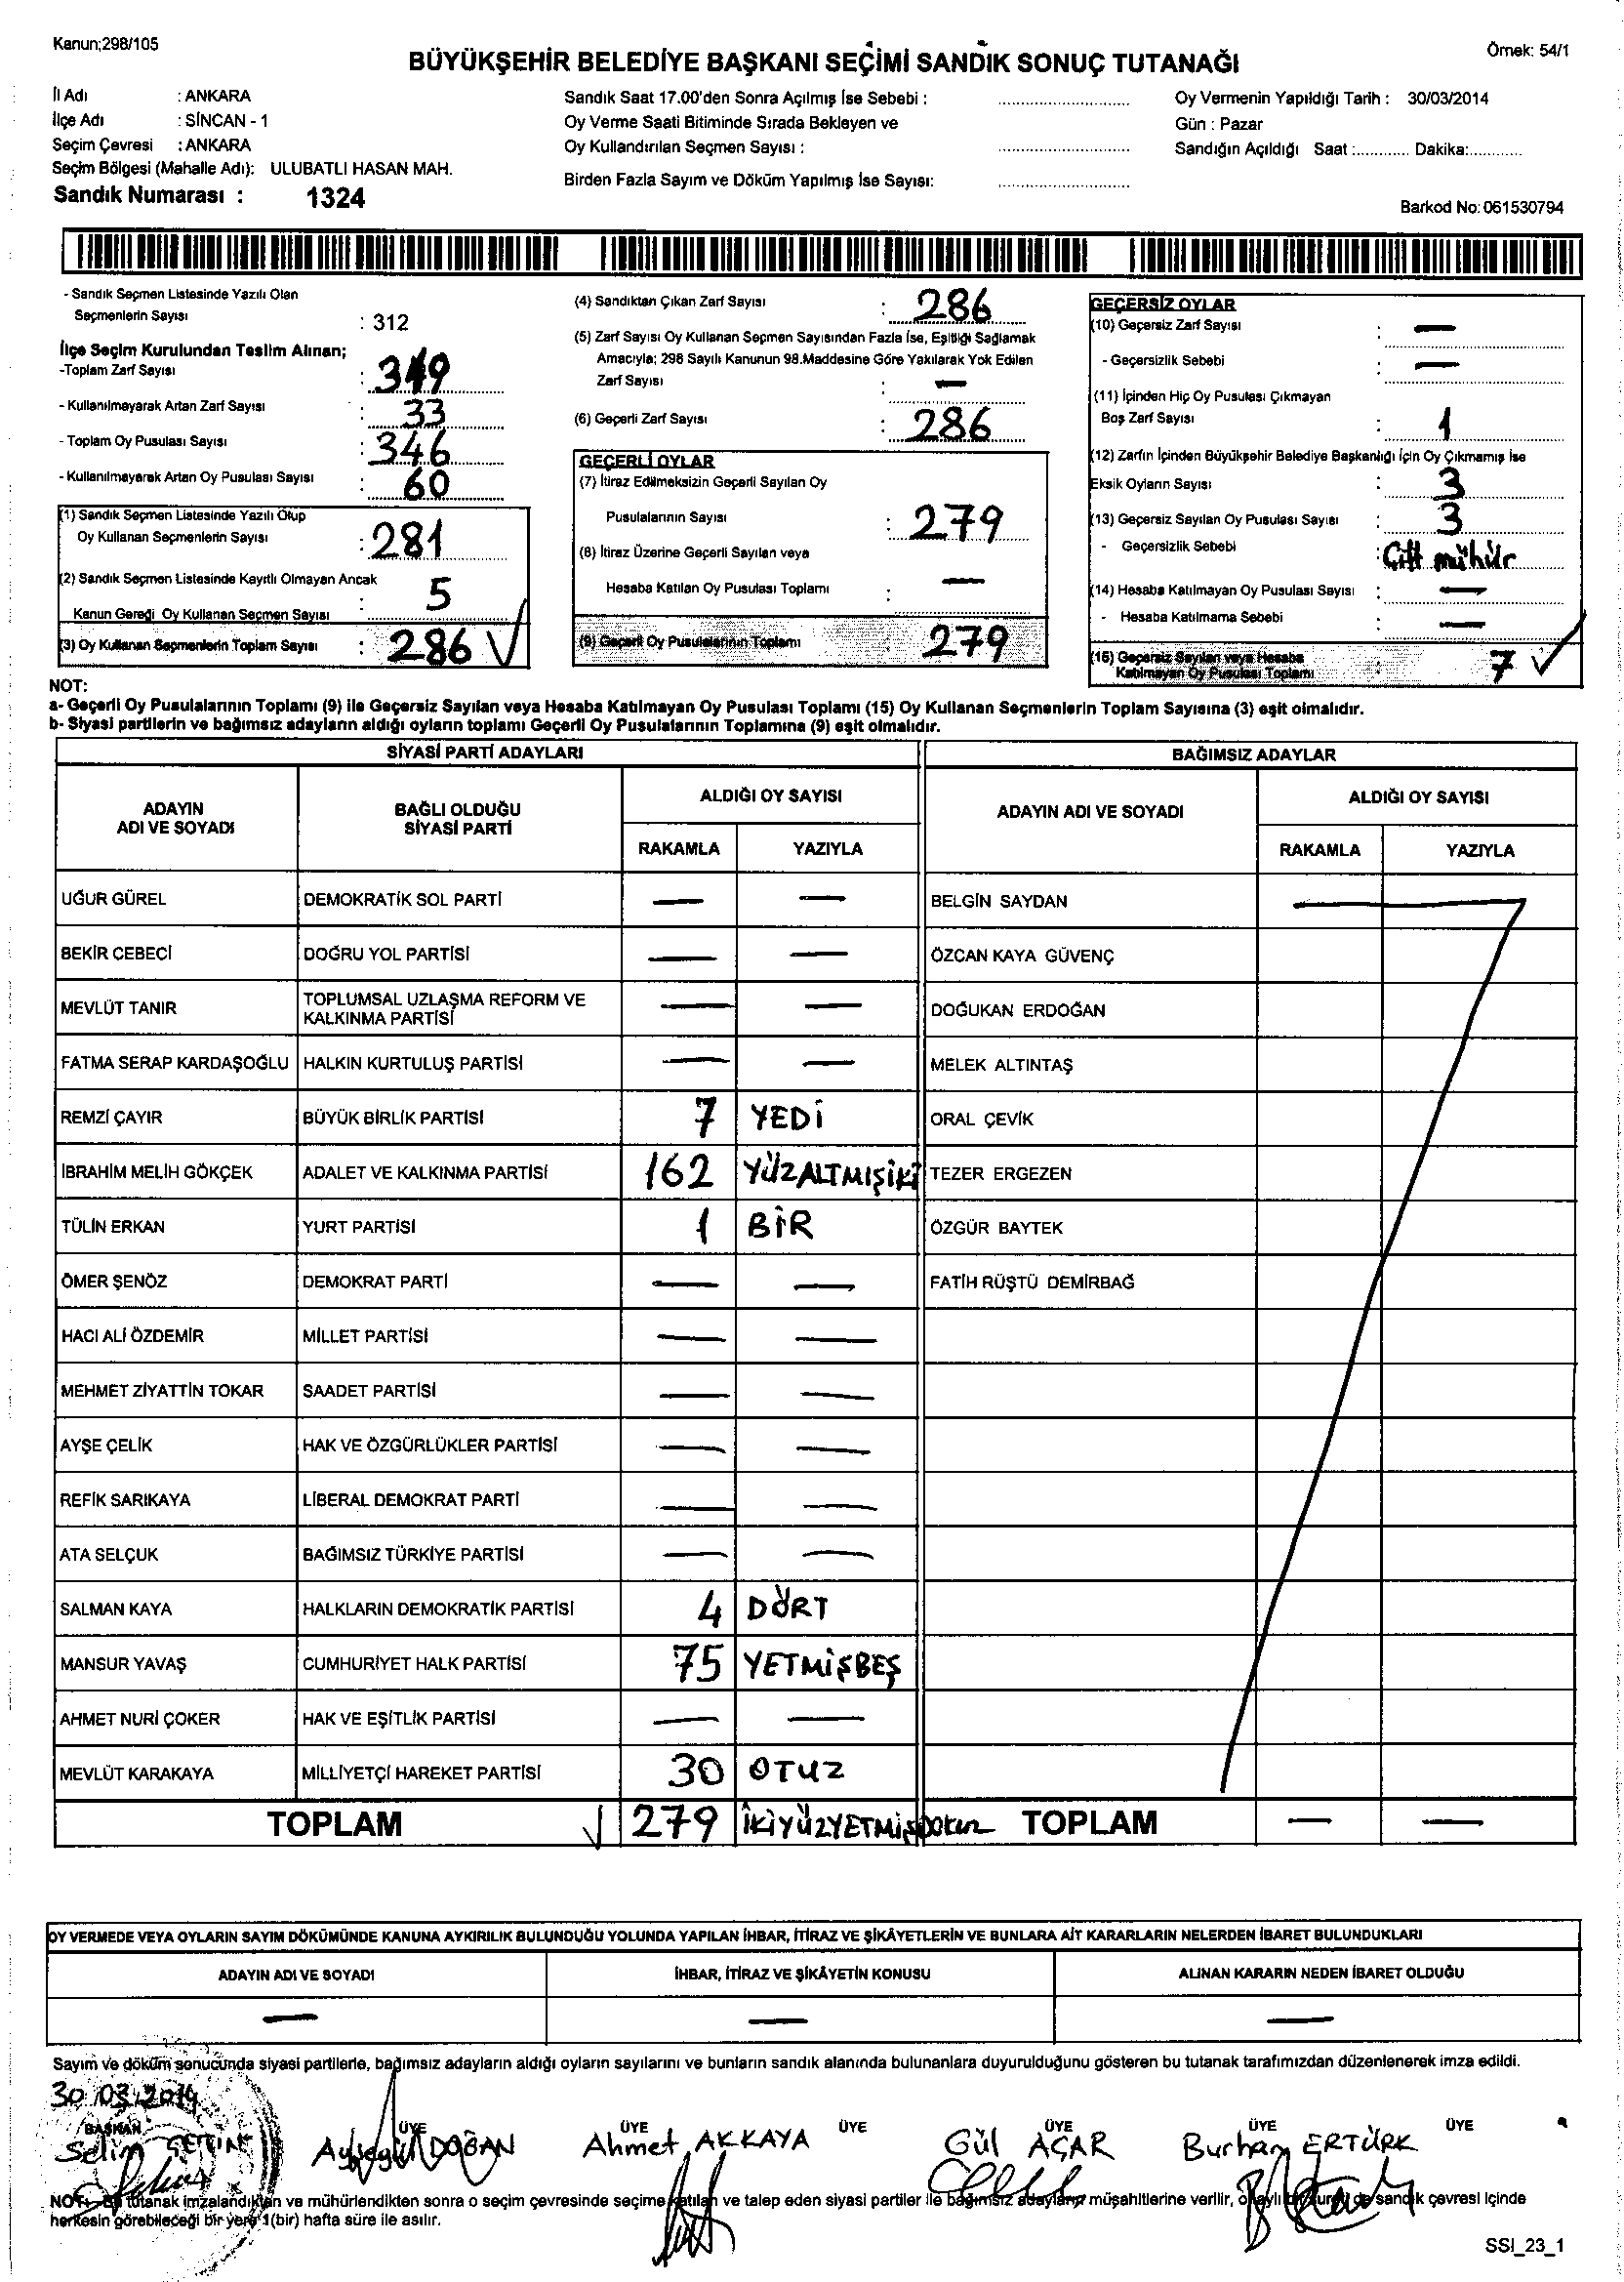 Kanun;298/105
Örnek: 54/1
BÜYÜKŞEHİR BELEDİYE BAŞKANI SEÇİMİ SANDIK SONUÇ TUTANAĞI
İl Adı : ANKARA
İlçe Adı : SİNCAN - 1
Seçim Çevresi : ANKARA
Seçim Bölgesi (Mahalle Adı): ULUBATLI HASAN MAH.
Sandık Numarası : 1324
Sandık Saat 17.00'den Sonra Açılmış İse Sebebi :
Oy Verme Saati Bitiminde Sırada Bekleyen ve
Oy Kullandırılan Seçmen Sayısı :
Birden Fazla Sayım ve Döküm Yapılmış İse Sayısı:
Oy Vermenin Yapıldığı Tarih : 30/03/2014
Gün : Pazar
Sandığın Açıldığı Saat :............ Dakika:............
Barkod No: 061530794
- Sandık Seçmen Listesinde Yazılı Olan
Seçmenlerin Sayısı : 312
İlçe Seçim Kurulundan Teslim Alınan;
-Toplam Zarf Sayısı : 319
- Kullanılmayarak Artan Zarf Sayısı : 33
- Toplam Oy Pusulası Sayısı : 346
- Kullanılmayarak Artan Oy Pusulası Sayısı : 60
(1) Sandık Seçmen Listesinde Yazılı Olup
Oy Kullanan Seçmenlerin Sayısı : 281
(2) Sandık Seçmen Listesinde Kayıtlı Olmayan Ancak
Kanun Gereği Oy Kullanan Seçmen Sayısı : 5
(3) Oy Kullanan Seçmenlerin Toplam Sayısı : 286 ✓
(4) Sandıktan Çıkan Zarf Sayısı : 286
(5) Zarf Sayısı Oy Kullanan Seçmen Sayısından Fazla İse, Eşitliği Sağlamak
Amacıyla; 298 Sayılı Kanunun 98.Maddesine Göre Yakılarak Yok Edilen
Zarf Sayısı : —
(6) Geçerli Zarf Sayısı : 286
GEÇERLİ OYLAR
(7) İtiraz Edilmeksizin Geçerli Sayılan Oy
Pusulalarının Sayısı : 279
(8) İtiraz Üzerine Geçerli Sayılan veya
Hesaba Katılan Oy Pusulası Toplamı : —
(9) Geçerli Oy Pusulalarının Toplamı 279
GEÇERSİZ OYLAR
(10) Geçersiz Zarf Sayısı : —
- Geçersizlik Sebebi : —
(11) İçinden Hiç Oy Pusulası Çıkmayan
Boş Zarf Sayısı : 1
(12) Zarfın İçinden Büyükşehir Belediye Başkanlığı İçin Oy Çıkmamış İse
Eksik Oyların Sayısı : 3
(13) Geçersiz Sayılan Oy Pusulası Sayısı : 3
- Geçersizlik Sebebi : Çift mühür
(14) Hesaba Katılmayan Oy Pusulası Sayısı : —
- Hesaba Katılmama Sebebi : —
(15) Geçersiz Sayılan veya Hesaba
Katılmayan Oy Pusulası Toplamı : 7 ✓
NOT:
a- Geçerli Oy Pusulalarının Toplamı (9) ile Geçersiz Sayılan veya Hesaba Katılmayan Oy Pusulası Toplamı (15) Oy Kullanan Seçmenlerin Toplam Sayısına (3) eşit olmalıdır.
b- Siyasi partilerin ve bağımsız adayların aldığı oyların toplamı Geçerli Oy Pusulalarının Toplamına (9) eşit olmalıdır.
SİYASİ PARTİ ADAYLARI
BAĞIMSIZ ADAYLAR
ADAYIN ADI VE SOYADI
BAĞLI OLDUĞU SİYASİ PARTİ
ALDIĞI OY SAYISI
RAKAMLA YAZIYLA
ADAYIN ADI VE SOYADI
ALDIĞI OY SAYISI
RAKAMLA YAZIYLA
UĞUR GÜREL DEMOKRATİK SOL PARTİ — — BELGİN SAYDAN —
BEKİR CEBECİ DOĞRU YOL PARTİSİ — — ÖZCAN KAYA GÜVENÇ
MEVLÜT TANIR TOPLUMSAL UZLAŞMA REFORM VE KALKINMA PARTİSİ — — DOĞUKAN ERDOĞAN
FATMA SERAP KARDAŞOĞLU HALKIN KURTULUŞ PARTİSİ — — MELEK ALTINTAŞ
REMZİ ÇAYIR BÜYÜK BİRLİK PARTİSİ 7 YEDİ ORAL ÇEVİK
İBRAHİM MELİH GÖKÇEK ADALET VE KALKINMA PARTİSİ 162 YÜZALTMIŞİKİ TEZER ERGEZEN
TÜLİN ERKAN YURT PARTİSİ 1 BİR ÖZGÜR BAYTEK
ÖMER ŞENÖZ DEMOKRAT PARTİ — — FATİH RÜŞTÜ DEMİRBAĞ
HACI ALİ ÖZDEMİR MİLLET PARTİSİ — —
MEHMET ZİYATTİN TOKAR SAADET PARTİSİ — —
AYŞE ÇELİK HAK VE ÖZGÜRLÜKLER PARTİSİ — —
REFİK SARIKAYA LİBERAL DEMOKRAT PARTİ — —
ATA SELÇUK BAĞIMSIZ TÜRKİYE PARTİSİ — —
SALMAN KAYA HALKLARIN DEMOKRATİK PARTİSİ 4 DÖRT
MANSUR YAVAŞ CUMHURİYET HALK PARTİSİ 75 YETMİŞBEŞ
AHMET NURİ ÇOKER HAK VE EŞİTLİK PARTİSİ — —
MEVLÜT KARAKAYA MİLLİYETÇİ HAREKET PARTİSİ 30 OTUZ
TOPLAM ✓ 279 İKİYÜZYETMİŞDOKUZ TOPLAM — —
OY VERMEDE VEYA OYLARIN SAYIM DÖKÜMÜNDE KANUNA AYKIRILIK BULUNDUĞU YOLUNDA YAPILAN İHBAR, İTİRAZ VE ŞİKÂYETLERİN VE BUNLARA AİT KARARLARIN NELERDEN İBARET BULUNDUKLARI
ADAYIN ADI VE SOYADI İHBAR, İTİRAZ VE ŞİKÂYETİN KONUSU ALINAN KARARIN NEDEN İBARET OLDUĞU
— — —
Sayım ve döküm sonucunda siyasi partilerle, bağımsız adayların aldığı oyların sayılarını ve bunların sandık alanında bulunanlara duyurulduğunu gösteren bu tutanak tarafımızdan düzenlenerek imza edildi.
30.03.2014
BAŞKAN ÜYE ÜYE ÜYE ÜYE ÜYE ÜYE
Selim ÇETİN Ayşegül DOĞAN Ahmet AKKAYA Gül AÇAR Burhan ERTÜRK
NOT: Bu tutanak imzalandıktan ve mühürlendikten sonra o seçim çevresinde seçime katılan ve talep eden siyasi partiler ile bağımsız adayların müşahitlerine verilir, onaylı bir sureti de sandık çevresi içinde
herkesin görebileceği bir yere 1(bir) hafta süre ile asılır.
SSI_23_1